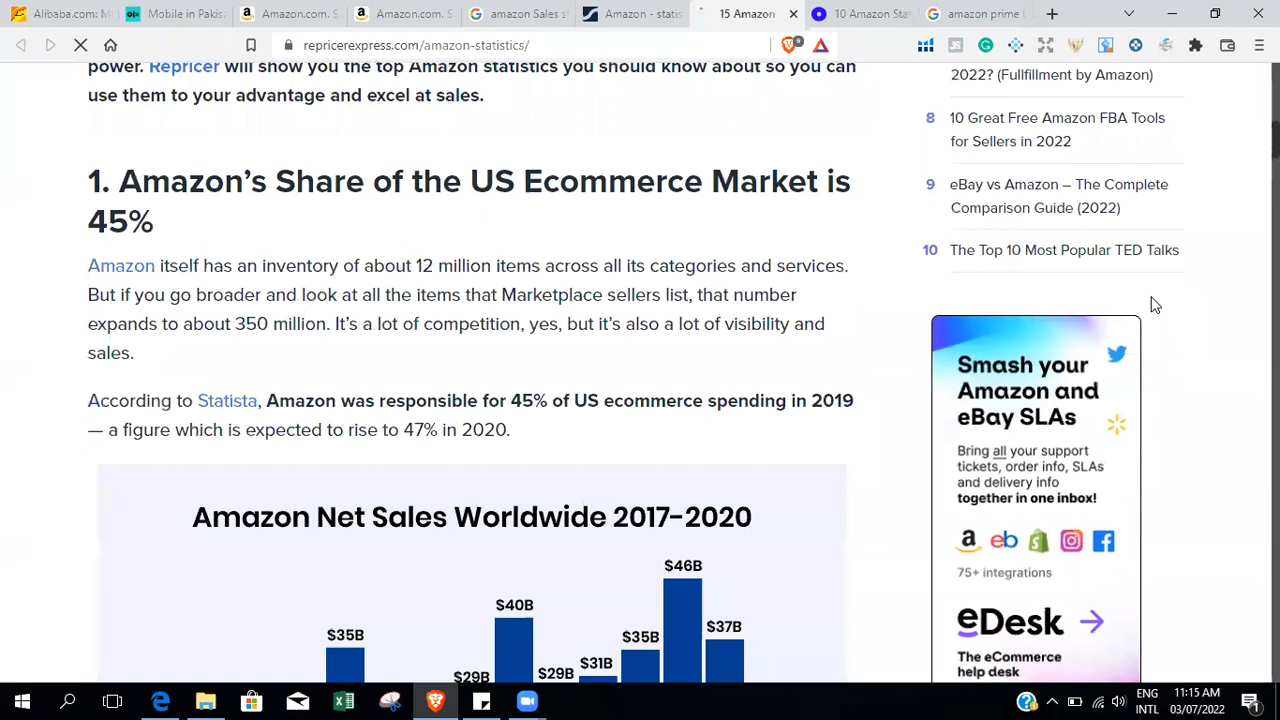 Alibaba.com: M
Mobile in Pakis
Amazon.com. S
Amazon.com. S
amazon Sales
Amazon - stati
15 Amazon
10 Amazon Sta
amazon prime
repricerexpress.com/amazon-statistics/
9
power. Repricer will show you the top Amazon statistics you should know about so you can
use them to your advantage and excel at sales.
1. Amazon's Share of the US Ecommerce Market is
45%
Amazon itself has an inventory of about 12 million items across all its categories and services.
But if you go broader and look at all the items that Marketplace sellers list, that number
expands to about 350 million. It's a lot of competition, yes, but it's also a lot of visibility and
sales.
According to Statista, Amazon was responsible for 45% of US ecommerce spending in 2019
— a figure which is expected to rise to 47% in 2020.
Amazon Net Sales Worldwide 2017-2020
$46B
$40B
$35B
$35B
$37B
$31B
$29B
$29B
2022? (Fullfillment by Amazon)
8 10 Great Free Amazon FBA Tools
for Sellers in 2022
9 eBay vs Amazon – The Complete
Comparison Guide (2022)
10 The Top 10 Most Popular TED Talks
Smash your
Amazon and
eBay SLAs
Bring all your support
tickets, order info, SLAs
and delivery info
together in one inbox!
a eb
75+ integrations
eDesk
The eCommerce
help desk
ENG
INTL
11:15 AM
03/07/2022
1